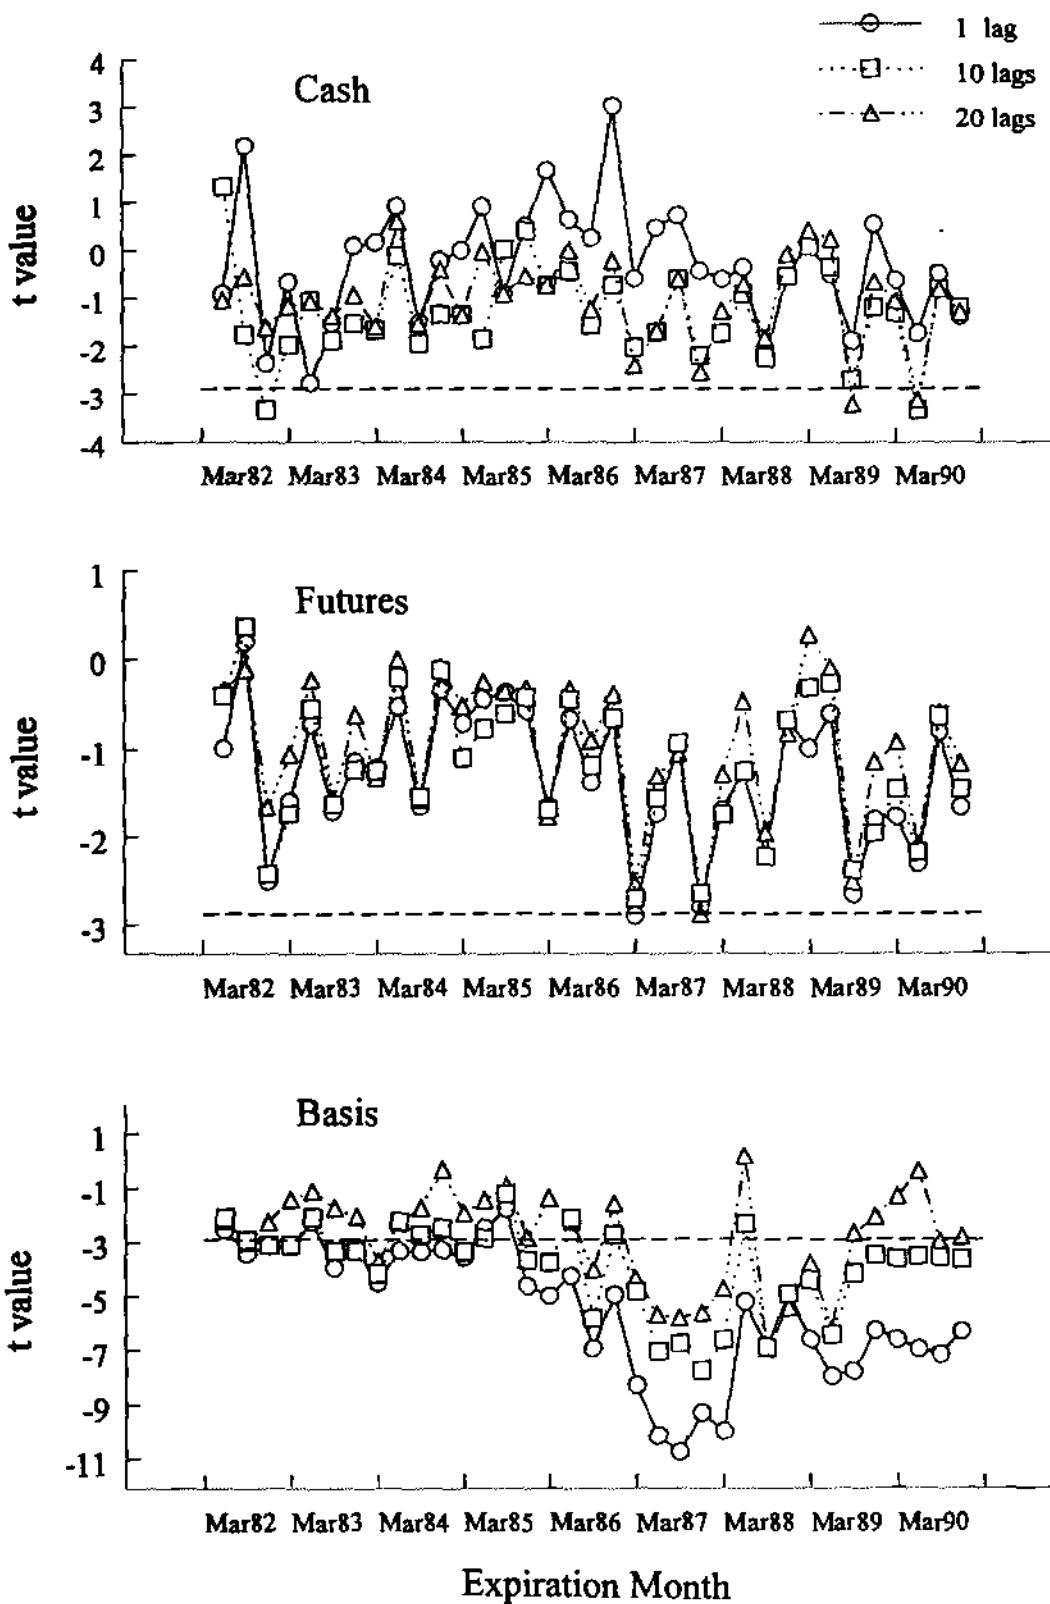 1 lag
10 lags
20 lags
Cash
4
3
2
1
0
-1
-2
-3
-4
t value
Mar82 Mar83 Mar84 Mar85 Mar86 Mar87 Mar88 Mar89 Mar90
Futures
1
0
-1
-2
-3
t value
Mar82 Mar83 Mar84 Mar85 Mar86 Mar87 Mar88 Mar89 Mar90
Basis
1
-1
-3
-5
-7
-9
-11
t value
Mar82 Mar83 Mar84 Mar85 Mar86 Mar87 Mar88 Mar89 Mar90
Expiration Month